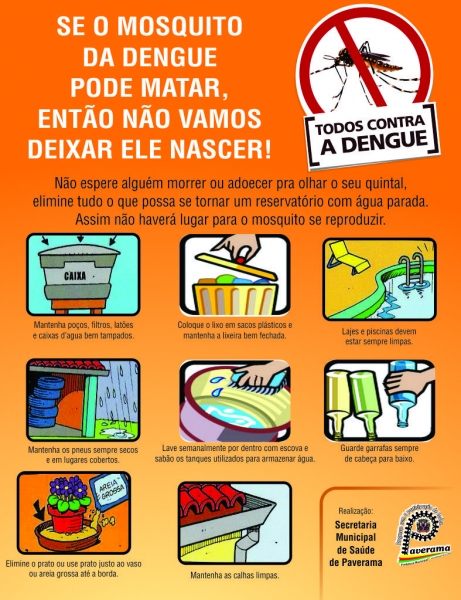 SE O MOSQUITO
DA DENGUE
PODE MATAR,
ENTÃO NÃO VAMOS
DEIXAR ELE NASCER!
TODOS CONTRA
A DENGUE
Não espere alguém morrer ou adoecer pra olhar o seu quintal,
elimine tudo o que possa se tornar um reservatório com água parada.
Assim não haverá lugar para o mosquito se reproduzir.
CAIXA
Mantenha poços, filtros, latões
e caixas d'agua bem tampados.
Coloque o lixo em sacos plásticos e
mantenha a lixeira bem fechada.
Lajes e piscinas devem
estar sempre limpas.
Mantenha os pneus sempre secos
e em lugares cobertos.
Lave semanalmente por dentro com escova e
sabão os tanques utilizados para armazenar água.
Guarde garrafas sempre
de cabeça para baixo.
AREIA
GROSSA
Elimine o prato ou use prato justo ao vaso
ou areia grossa até a borda.
Mantenha as calhas limpas.
Realização:
Secretaria
Municipal
de Saúde
de Paverama
Paverama